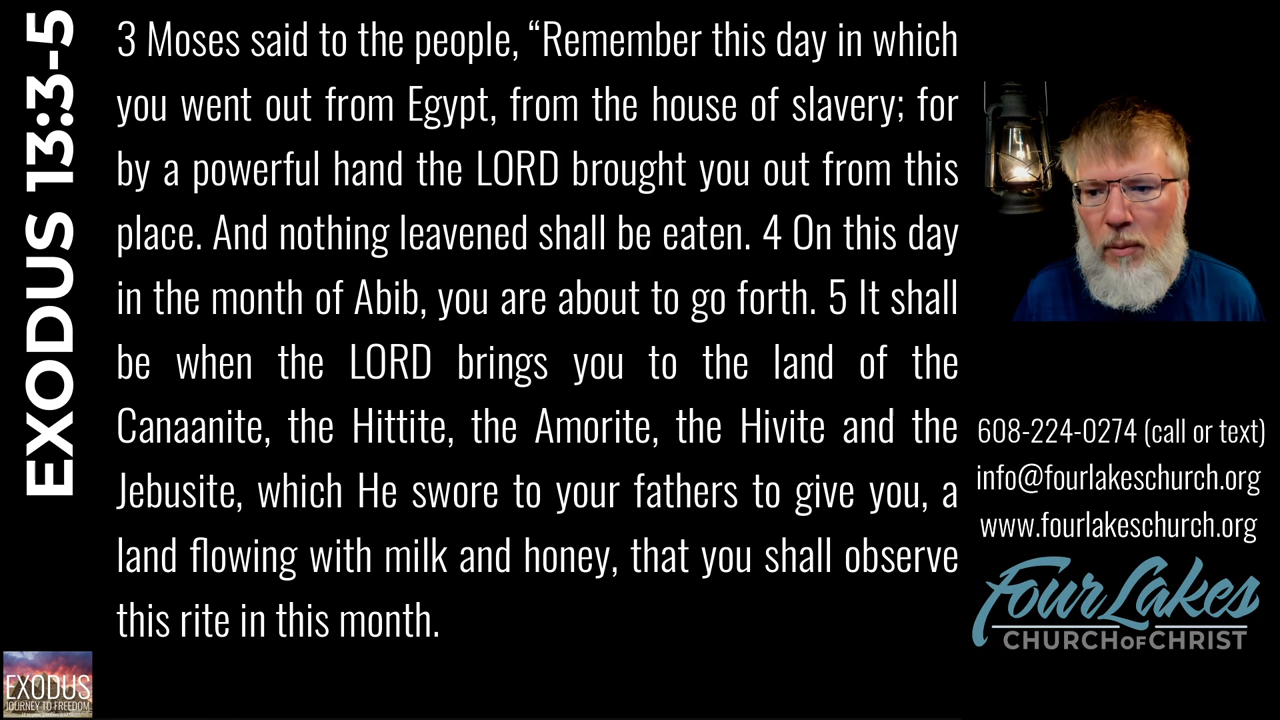 EXODUS 13:3-5
3 Moses said to the people, “Remember this day in which
you went out from Egypt, from the house of slavery; for
by a powerful hand the LORD brought you out from this
place. And nothing leavened shall be eaten. 4 On this day
in the month of Abib, you are about to go forth. 5 It shall
be when the LORD brings you to the land of the
Canaanite, the Hittite, the Amorite, the Hivite and the
Jebusite, which He swore to your fathers to give you, a
land flowing with milk and honey, that you shall observe
this rite in this month.
608-224-0274 (call or text)
info@fourlakeschurch.org
www.fourlakeschurch.org
Four Lakes
CHURCH OF CHRIST
EXODUS
JOURNEY TO FREEDOM